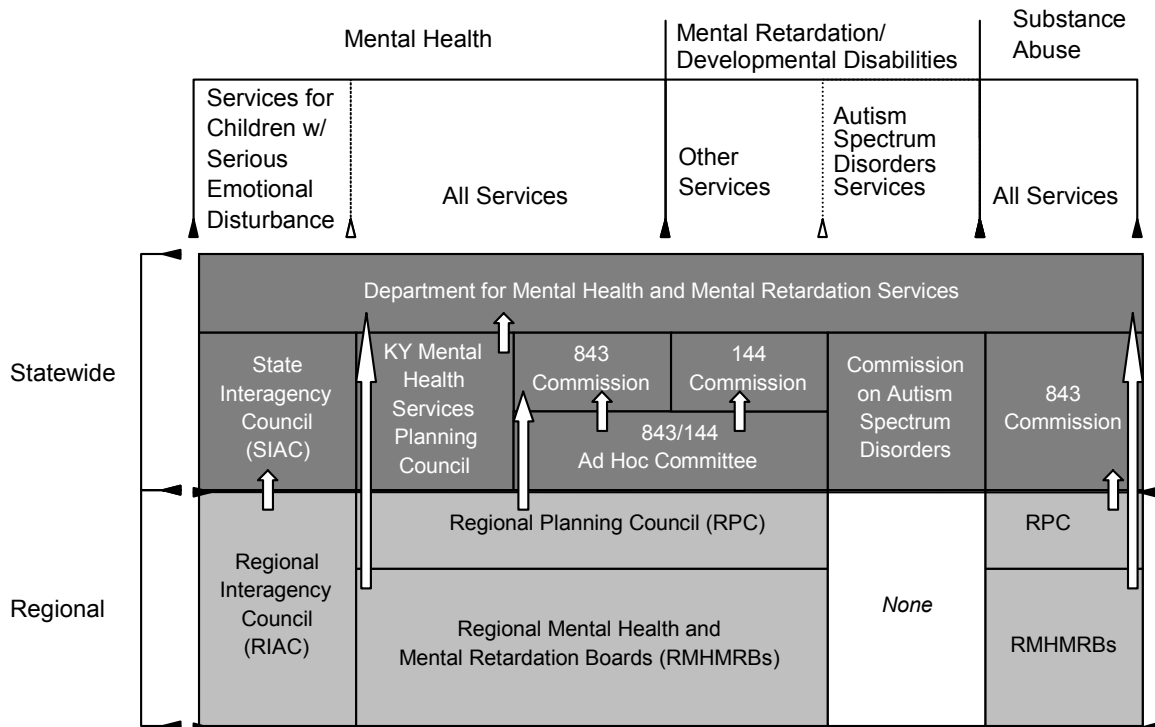 Mental Health
Mental Retardation/
Developmental Disabilities
Substance
Abuse
Services for
Children w/
Serious
Emotional
Disturbance
All Services
Other
Services
Autism
Spectrum
Disorders
Services
All Services
Statewide
Department for Mental Health and Mental Retardation Services
State
Interagency
Council
(SIAC)
KY Mental
Health
Services
Planning
Council
843
Commission
144
Commission
843/144
Ad Hoc Committee
Commission
on Autism
Spectrum
Disorders
843
Commission
Regional
Regional
Interagency
Council
(RIAC)
Regional Planning Council (RPC)
Regional Mental Health and
Mental Retardation Boards (RMHMRBs)
None
RPC
RMHMRBs